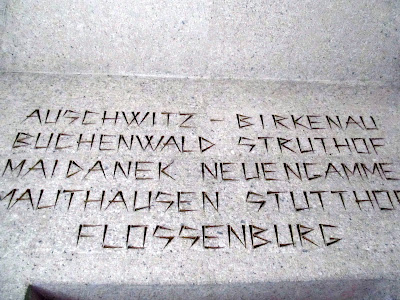 AUSCHWITZ - BIRKENAU
BUCHENWALD STRUTHOF
MAIDANEK NEUENGAMME
MAUTHAUSEN STUTTHOF
FLOSSENBURG